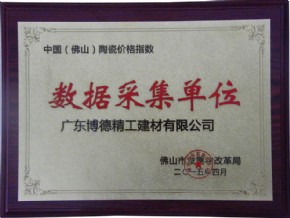 中国（佛山）陶瓷价格指数
数据采集单位
广东博德精工建材有限公司
佛山市发展和改革局
二〇一五年四月